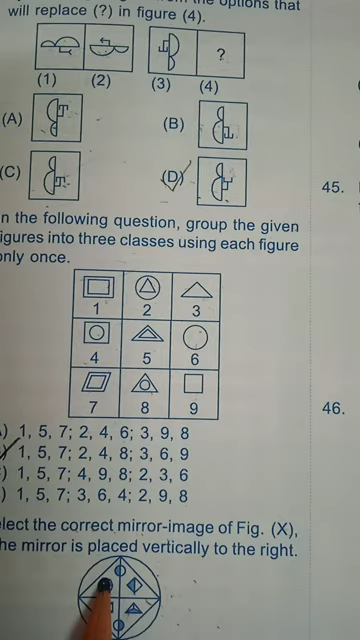 the options that
will replace (?) in figure (4).
?
(1) (2) (3) (4)
(A) (B)
(C) (D)
45.
n the following question, group the given
igures into three classes using each figure
only once.
1 2 3
4 5 6
7 8 9
46.
) 1, 5, 7; 2, 4, 6; 3, 9, 8
) 1, 5, 7; 2, 4, 8; 3, 6, 9
) 1, 5, 7; 4, 9, 8; 2, 3, 6
) 1, 5, 7; 3, 6, 4; 2, 9, 8
elect the correct mirror-image of Fig. (X),
he mirror is placed vertically to the right.